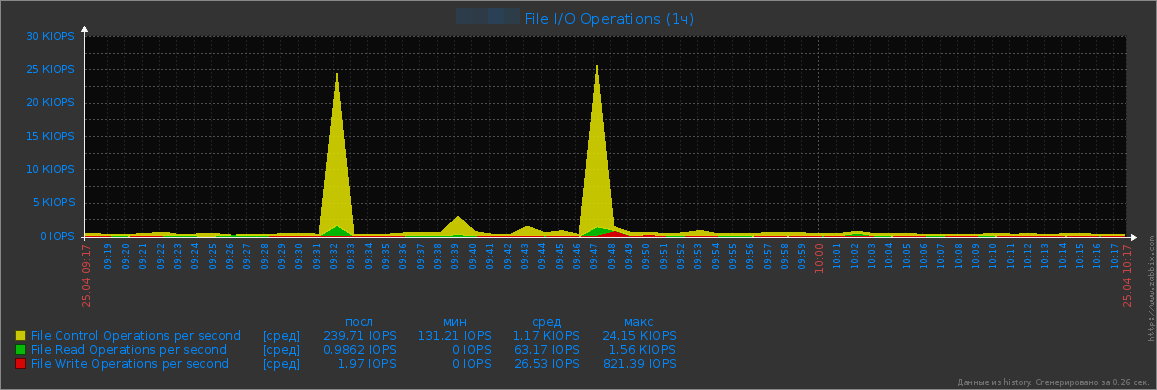 File I/O Operations (1ч)
30 KIOPS
25 KIOPS
20 KIOPS
15 KIOPS
10 KIOPS
5 KIOPS
0 IOPS
25.04 09:17 09:19 09:20 09:21 09:22 09:23 09:24 09:25 09:26 09:27 09:28 09:29 09:30 09:31 09:32 09:33 09:34 09:35 09:36 09:37 09:38 09:39 09:40 09:41 09:42 09:43 09:44 09:45 09:46 09:47 09:48 09:49 09:50 09:51 09:52 09:53 09:54 09:55 09:56 09:57 09:58 09:59 10:00 10:01 10:02 10:03 10:04 10:05 10:06 10:07 10:08 10:09 10:10 10:11 10:12 10:13 10:14 10:15 10:16 10:17 25.04 10:17
посл мин сред макс
File Control Operations per second [сред] 239.71 IOPS 131.21 IOPS 1.17 KIOPS 24.15 KIOPS
File Read Operations per second [сред] 0.9862 IOPS 0 IOPS 63.17 IOPS 1.56 KIOPS
File Write Operations per second [сред] 1.97 IOPS 0 IOPS 26.53 IOPS 821.39 IOPS
http://www.zabbix.com
Данные из history. Сгенерировано за 0.26 сек.